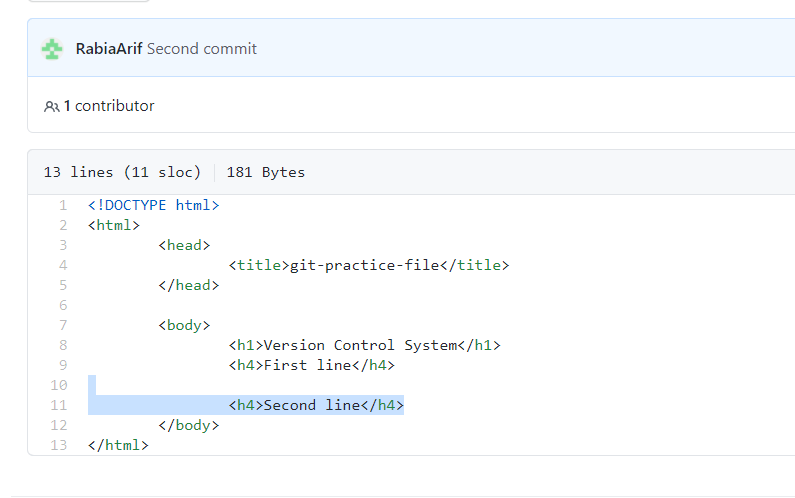 RabiaArif Second commit
1 contributor
13 lines (11 sloc) 181 Bytes
1 <!DOCTYPE html>
2 <html>
3 <head>
4 <title>git-practice-file</title>
5 </head>
6
7 <body>
8 <h1>Version Control System</h1>
9 <h4>First line</h4>
10
11 <h4>Second line</h4>
12 </body>
13 </html>